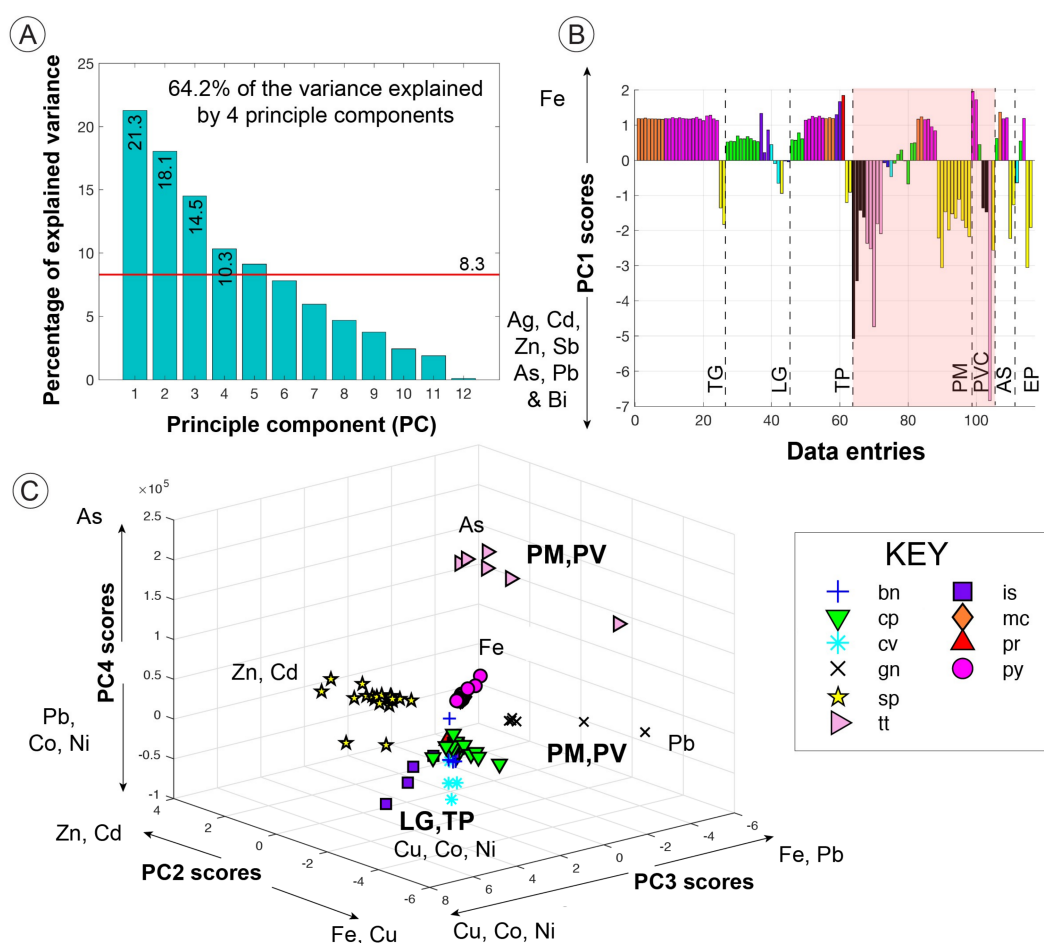 A
Percentage of explained variance
25
20
15
10
5
0
64.2% of the variance explained
by 4 principle components
21.3
18.1
14.5
10.3
8.3
1 2 3 4 5 6 7 8 9 10 11 12
Principle component (PC)
B
Fe
PC1 scores
Ag, Cd,
Zn, Sb
As, Pb
& Bi
2
1
0
-1
-2
-3
-4
-5
-6
-7
TG
LG
TP
PM
PVC
AS
EP
0 20 40 60 80 100
Data entries
C
×10⁵
As
PC4 scores
Pb,
Co, Ni
2.5
2
1.5
1
0.5
0
-0.5
-1
As
PM,PV
Fe
Zn, Cd
PM,PV
Pb
LG,TP
Cu, Co, Ni
4
2
0
-2
-4
-6
Zn, Cd
PC2 scores
Fe, Cu
8
6
4
2
0
-2
-4
-6
Cu, Co, Ni
PC3 scores
Fe, Pb
KEY
bn
cp
cv
gn
sp
tt
is
mc
pr
py